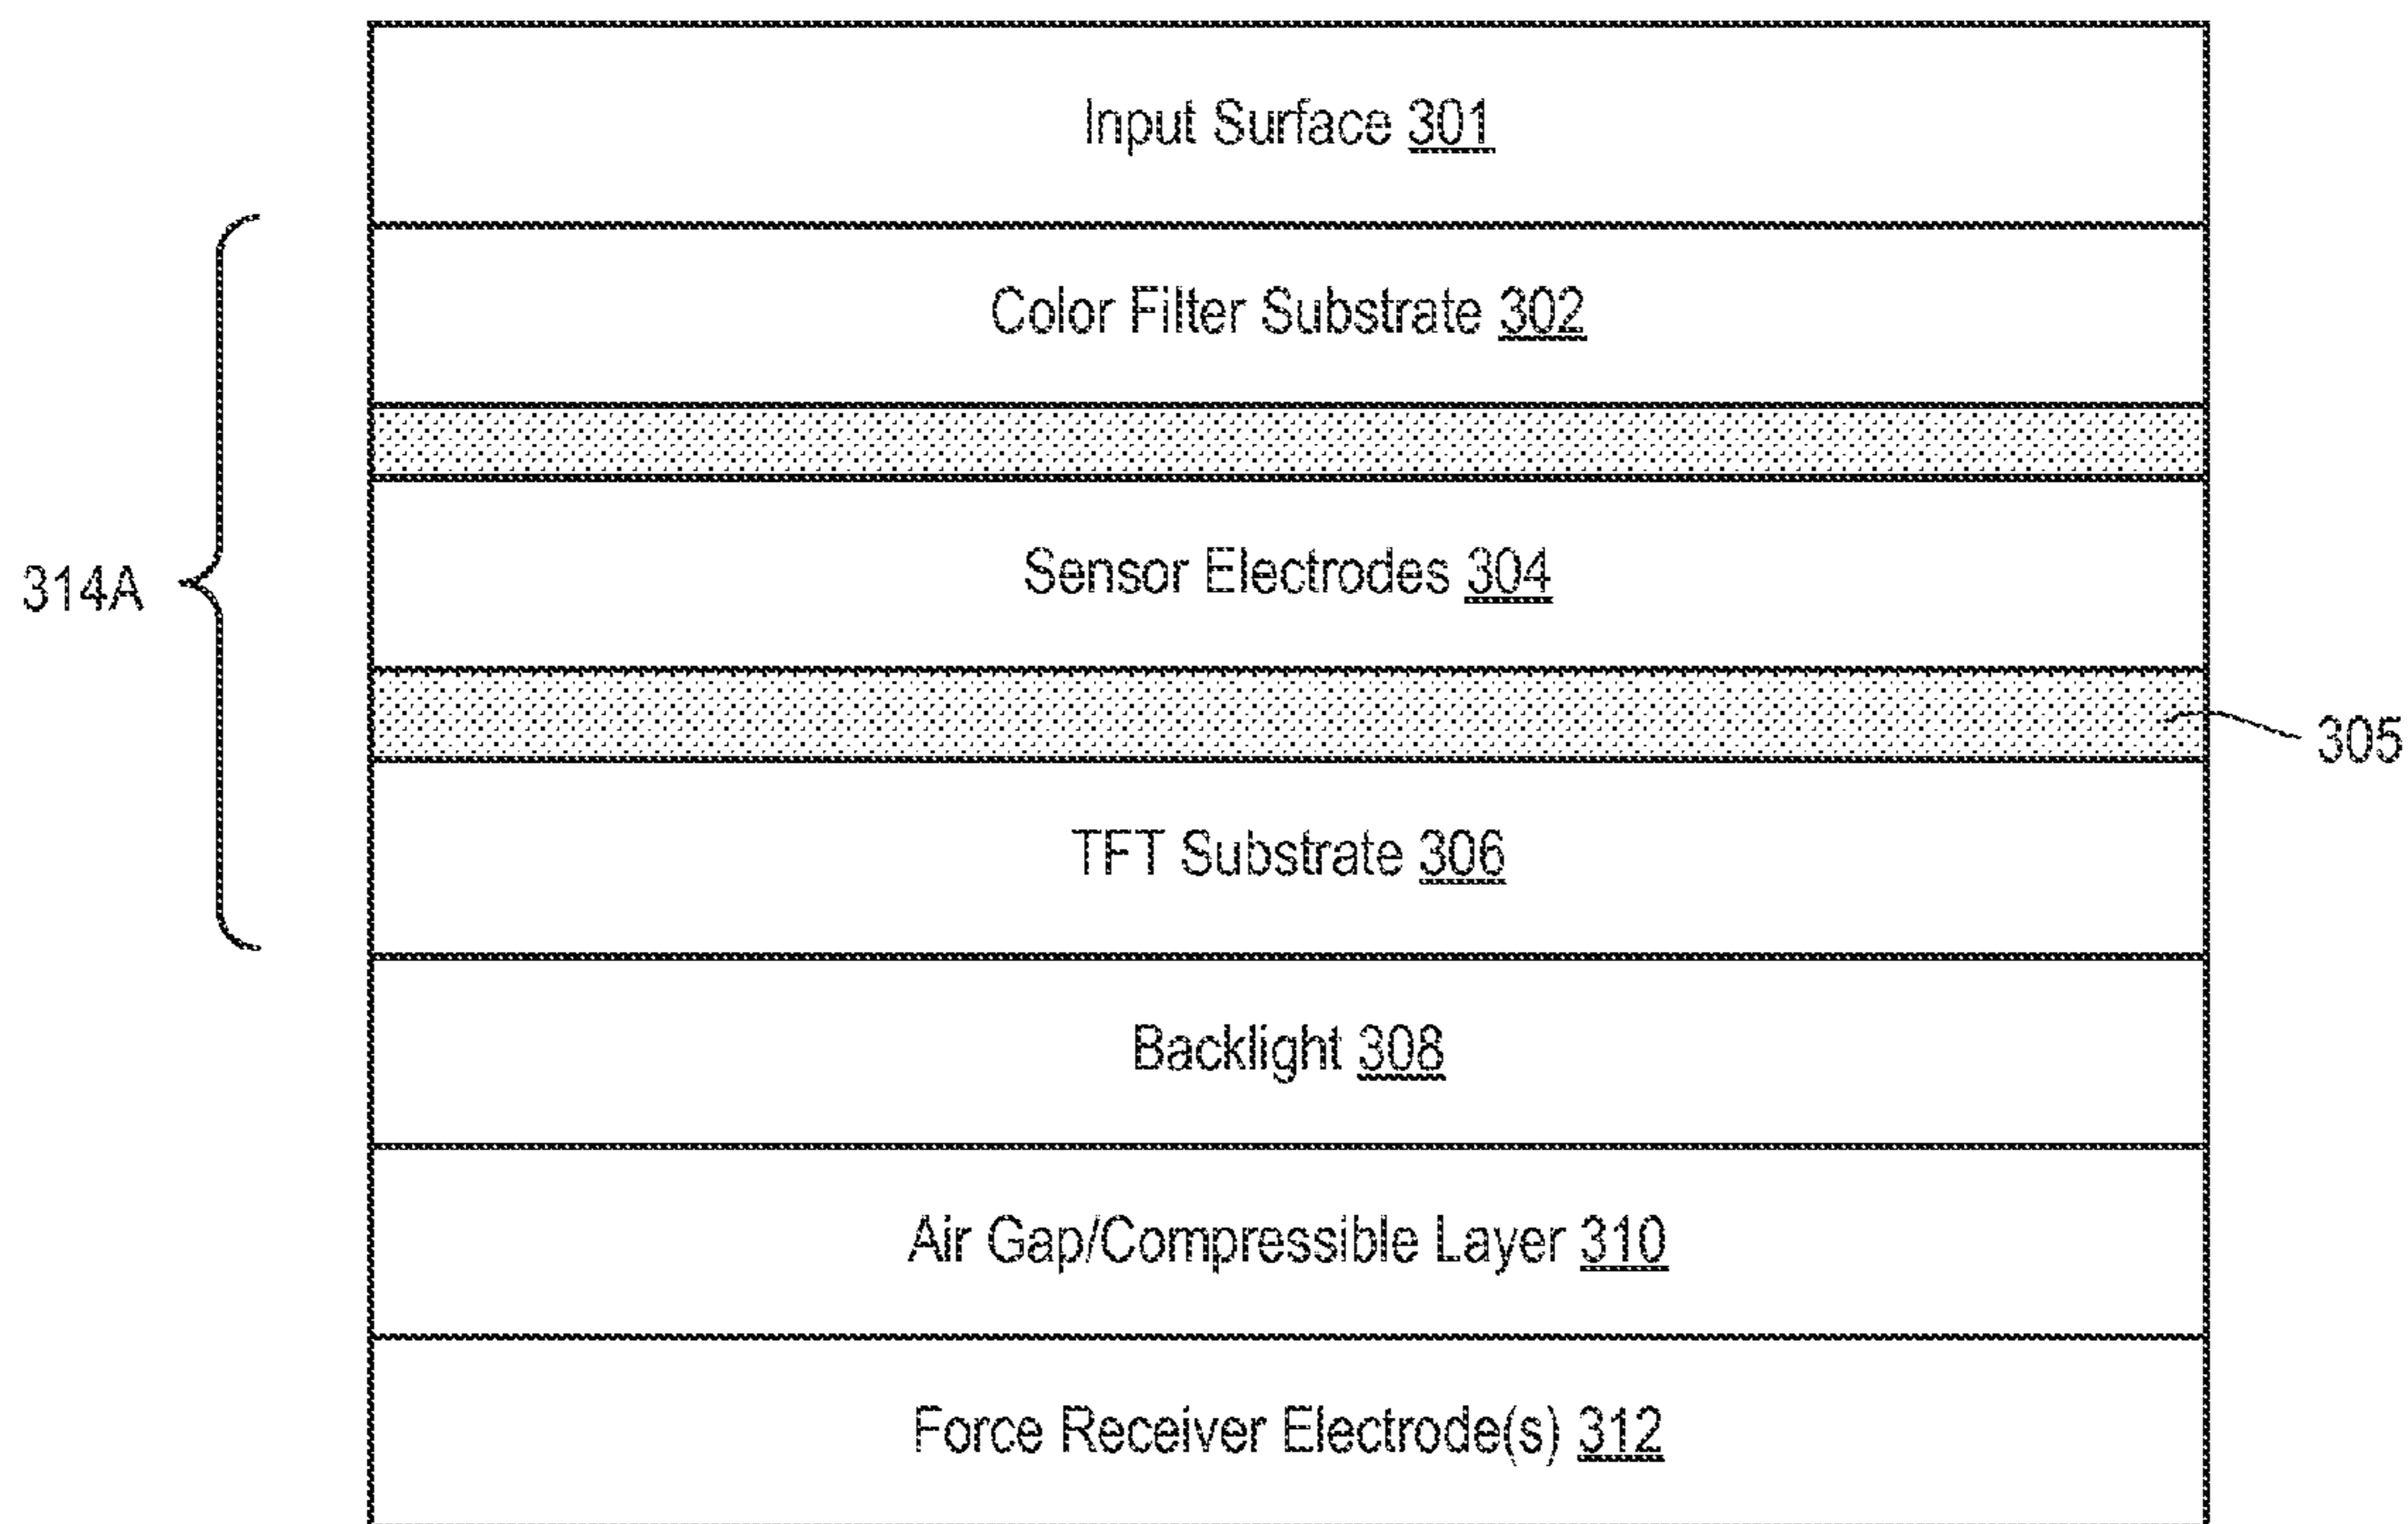 Input Surface 301
Color Filter Substrate 302
Sensor Electrodes 304
314A
305
TFT Substrate 306
Backlight 308
Air Gap/Compressible Layer 310
Force Receiver Electrode(s) 312